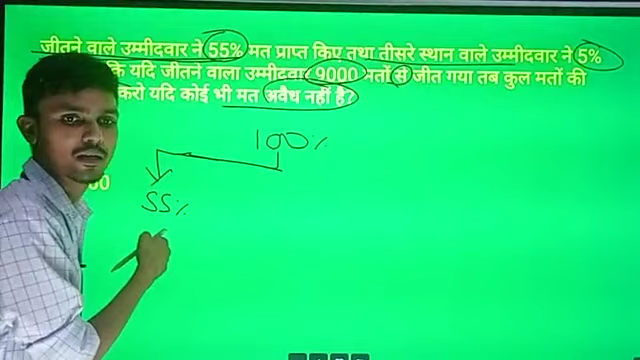 जीतने वाले उम्मीदवार ने 55% मत प्राप्त किए तथा तीसरे स्थान वाले उम्मीदवार ने 5%
कि यदि जीतने वाला उम्मीदवार 9000 मतों से जीत गया तब कुल मतों की
करो यदि कोई भी मत अवैध नहीं है?
100%
55%